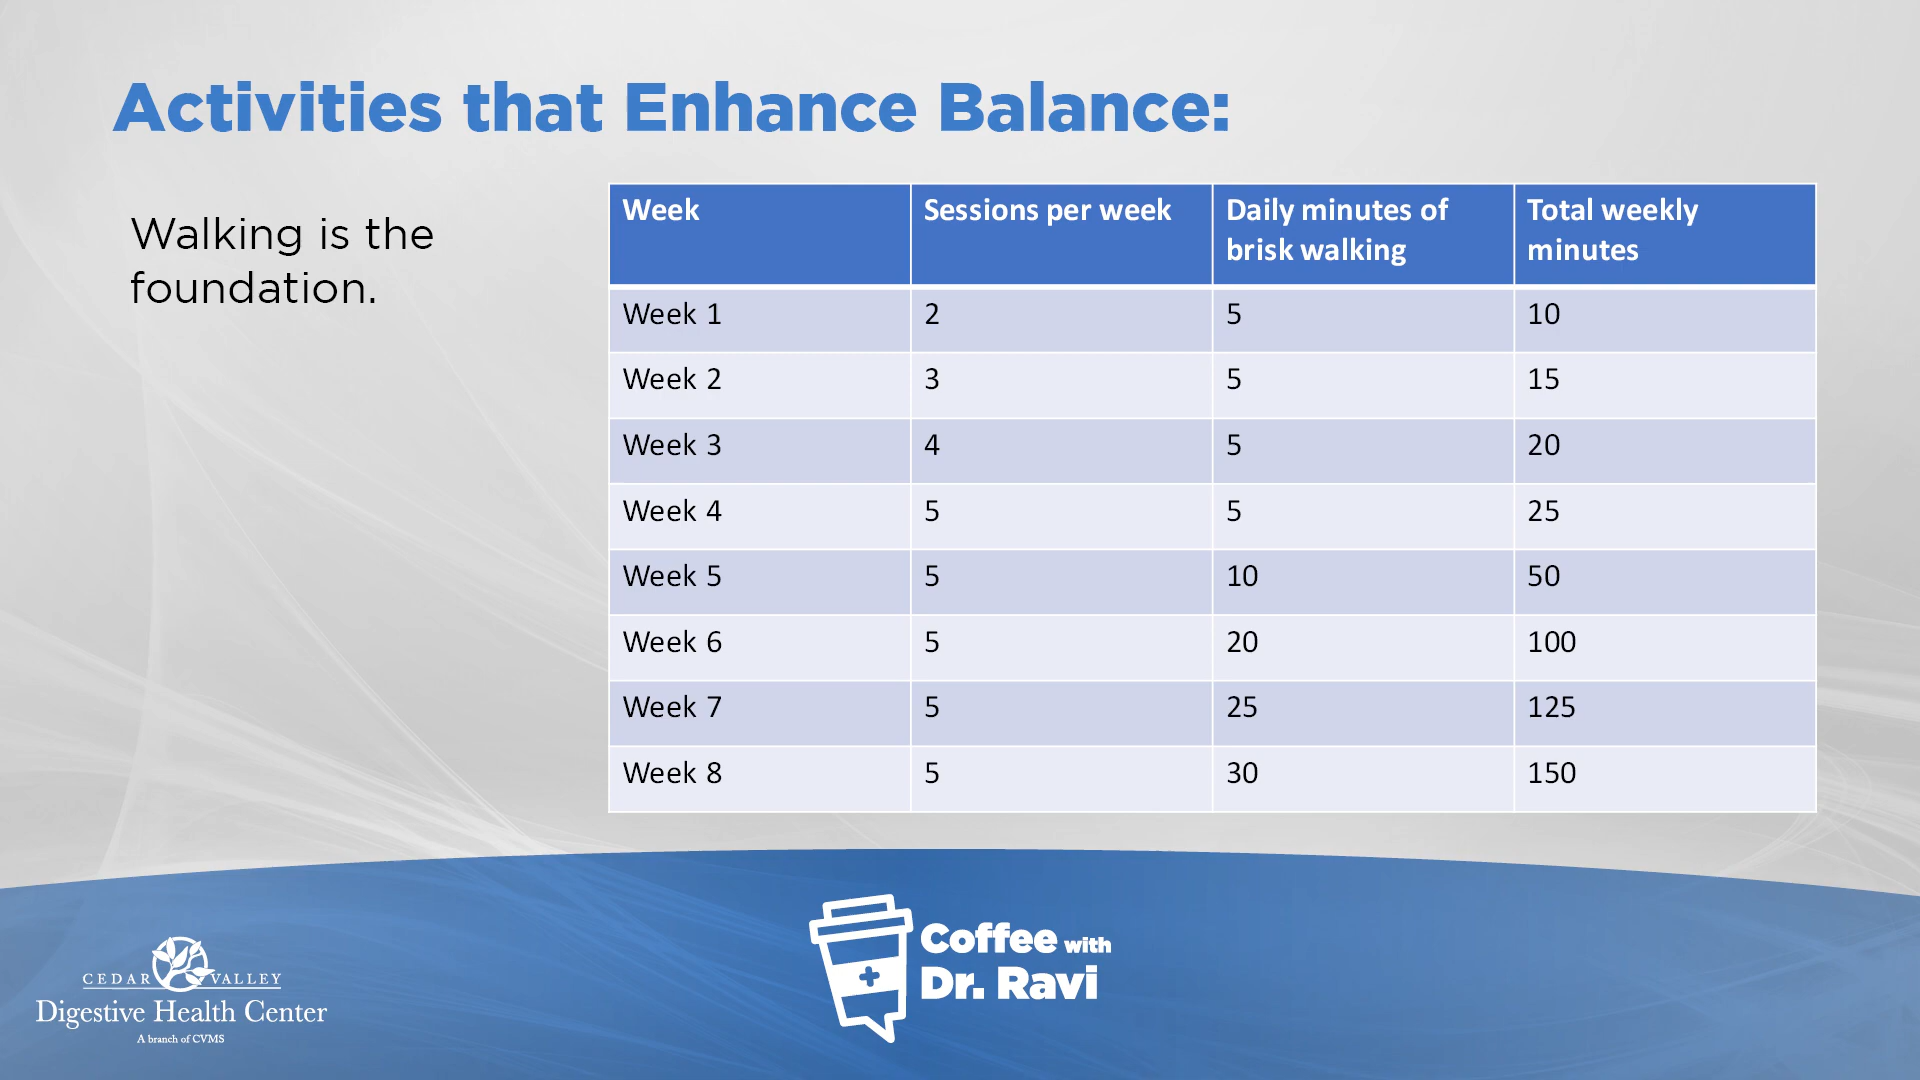 Activities that Enhance Balance:
Walking is the
foundation.
Week Sessions per week Daily minutes of brisk walking Total weekly minutes
Week 1 2 5 10
Week 2 3 5 15
Week 3 4 5 20
Week 4 5 5 25
Week 5 5 10 50
Week 6 5 20 100
Week 7 5 25 125
Week 8 5 30 150
CEDAR VALLEY
Digestive Health Center
A branch of CVMS
Coffee with
Dr. Ravi